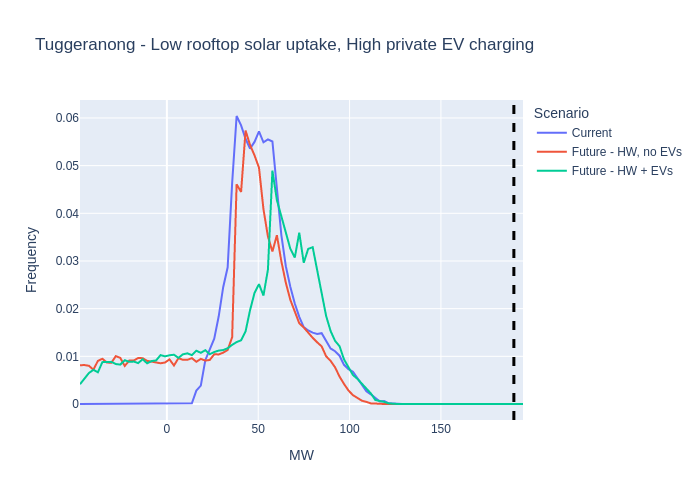 Tuggeranong - Low rooftop solar uptake, High private EV charging
Scenario
Current
Future - HW, no EVs
Future - HW + EVs
Frequency
0.06
0.05
0.04
0.03
0.02
0.01
0
0
50
100
150
MW